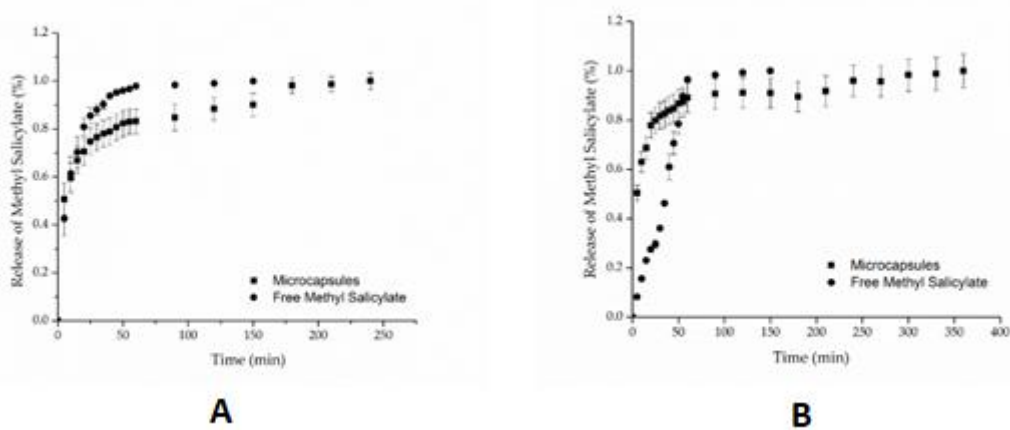 1.2
1.0
0.8
0.6
0.4
0.2
0.0
Release of Methyl Salicylate (%)
Microcapsules
Free Methyl Salicylate
0 50 100 150 200 250
Time (min)
A
1.2
1.0
0.8
0.6
0.4
0.2
0.0
Release of Methyl Salicylate (%)
Microcapsules
Free Methyl Salicylate
0 50 100 150 200 250 300 350 400
Time (min)
B